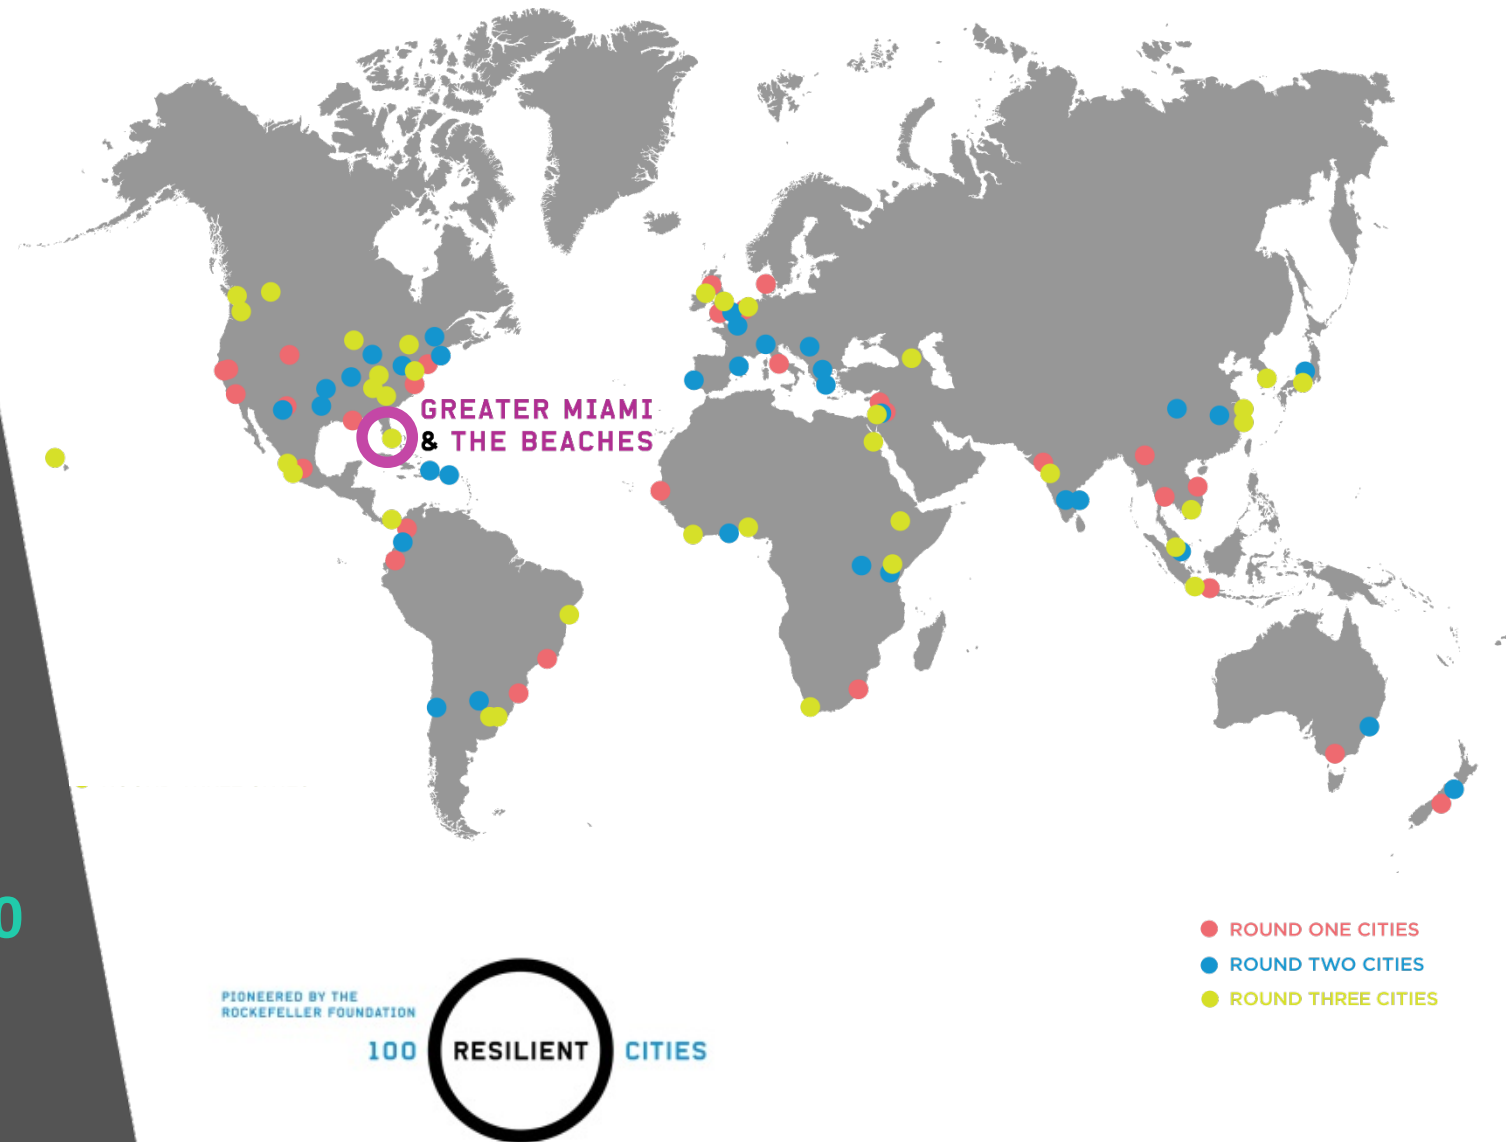 GREATER MIAMI
& THE BEACHES
0
ROUND ONE CITIES
ROUND TWO CITIES
ROUND THREE CITIES
PIONEERED BY THE
ROCKEFELLER FOUNDATION
100 RESILIENT CITIES